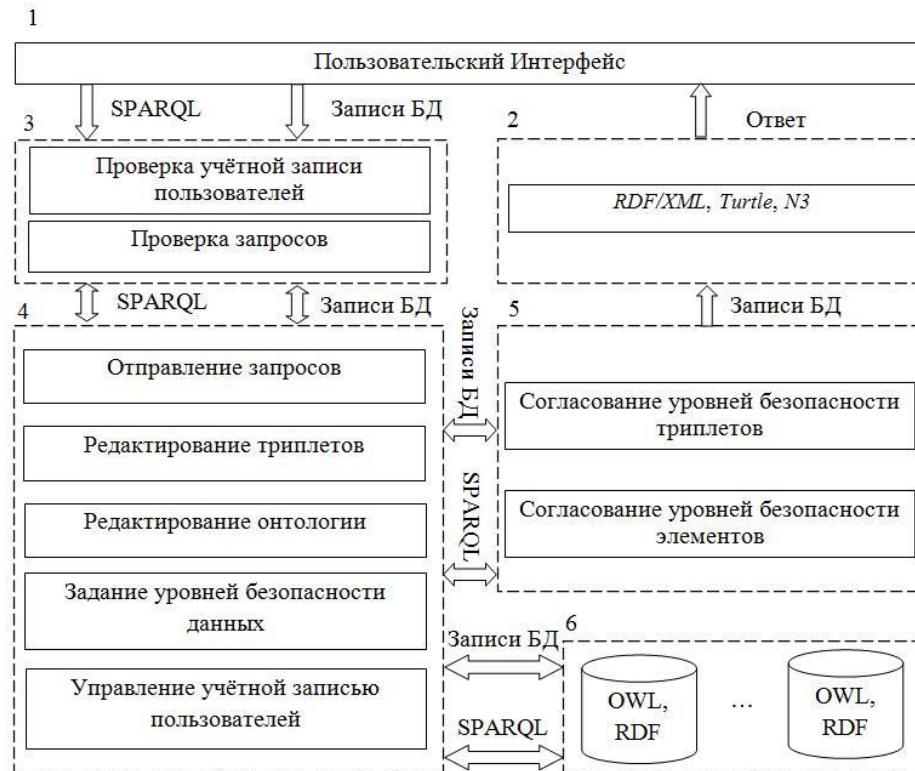 1
Пользовательский Интерфейс
SPARQL
Записи БД
Ответ
3
Проверка учётной записи
пользователей
Проверка запросов
2
RDF/XML, Turtle, N3
SPARQL
Записи БД
Записи БД
4
Отправление запросов
Редактирование триплетов
Редактирование онтологии
Задание уровней безопасности
данных
Управление учётной записью
пользователей
Записи БД
SPARQL
5
Согласование уровней безопасности
триплетов
Согласование уровней безопасности
элементов
Записи БД
SPARQL
6
OWL,
RDF
...
OWL,
RDF